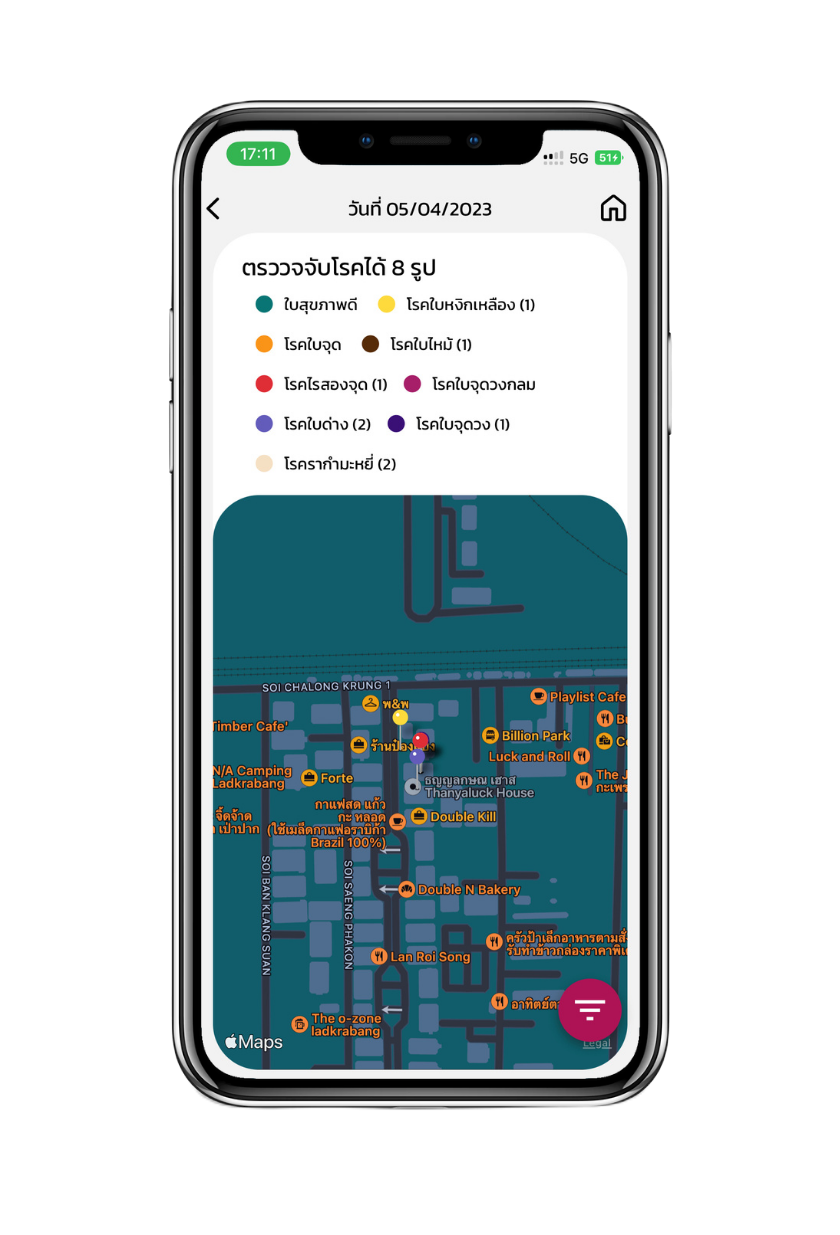 17:11
5G 51
วันที่ 05/04/2023
ตรววจจับโรคได้ 8 รูป
ใบสุขภาพดี โรคใบหงิกเหลือง (1)
โรคใบจุด โรคใบไหม้ (1)
โรคไรสองจุด (1) โรคใบจุดวงกลม
โรคใบด่าง (2) โรคใบจุดวง (1)
โรครากำมะหยี่ (2)
SOI CHALONG KRUNG 1
Playlist Cafe
พ&พ
Timber Cafe'
Billion Park
Luck and Roll
N/A Camping
Ladkrabang
Forte
ธญญลกษณ เฮาส
Thanyaluck House
The J
กะเพร
กาแฟสด แก้ว
กะ หลอด
(ใช้เมล็ดกาแฟอราบิก้า
Brazil 100%)
Double Kill
จี๊ดจ้าด
เป่าปาก
SOI BAN KLANG SUAN
SOI SAENG PHAKON
Double N Bakery
ครัวป้าเล็กอาหารตามสั่ง
รับทำข้าวกล่องราคาพิเ
Lan Roi Song
อาทิตย์ต
The o-zone
ladkrabang
Maps
Legal